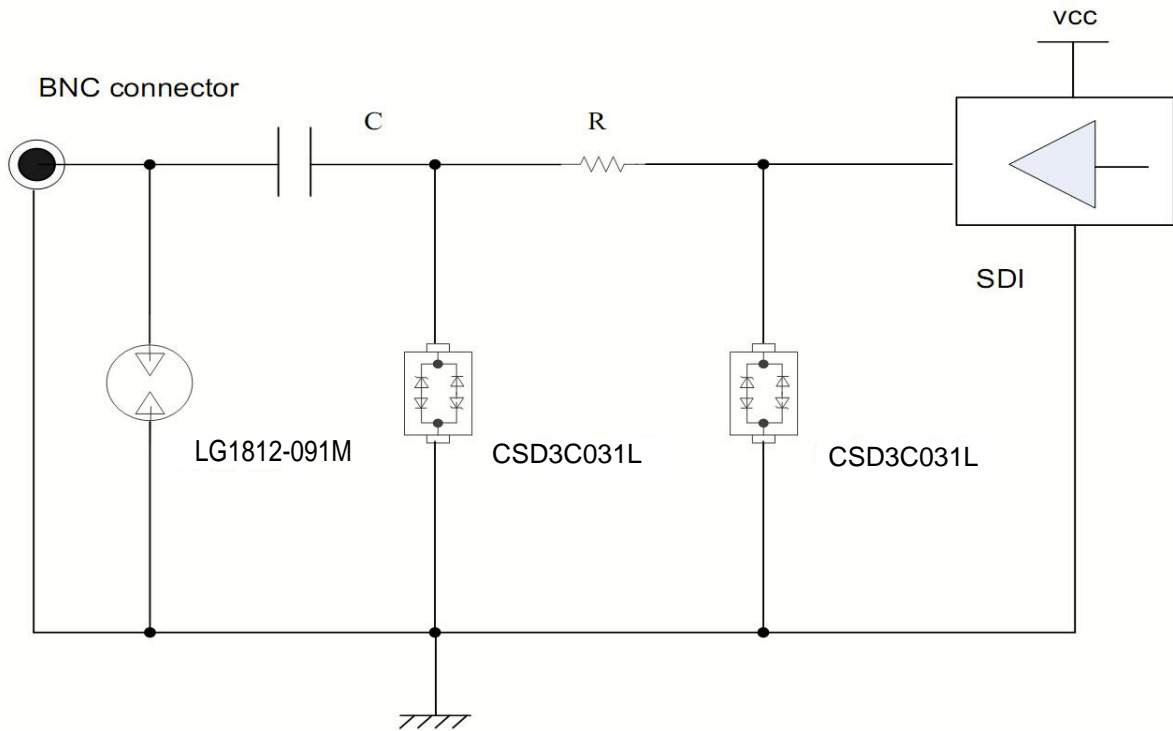 VCC
BNC connector
C
R
SDI
LG1812-091M
CSD3C031L
CSD3C031L